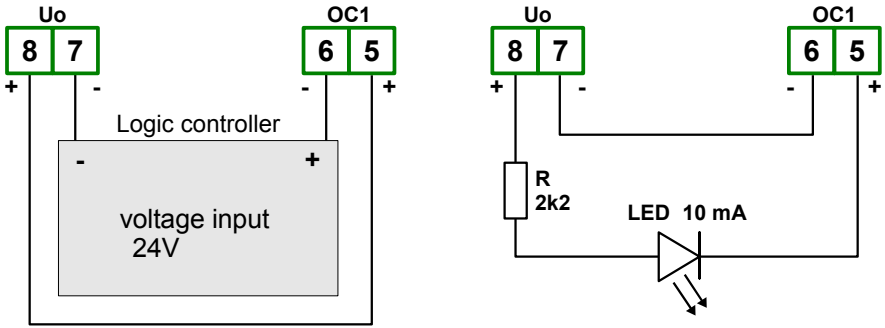 Uo
OC1
8 7
6 5
+ -
- +
Logic controller
- +
voltage input
24V
Uo
OC1
8 7
6 5
+ -
- +
R
2k2
LED 10 mA